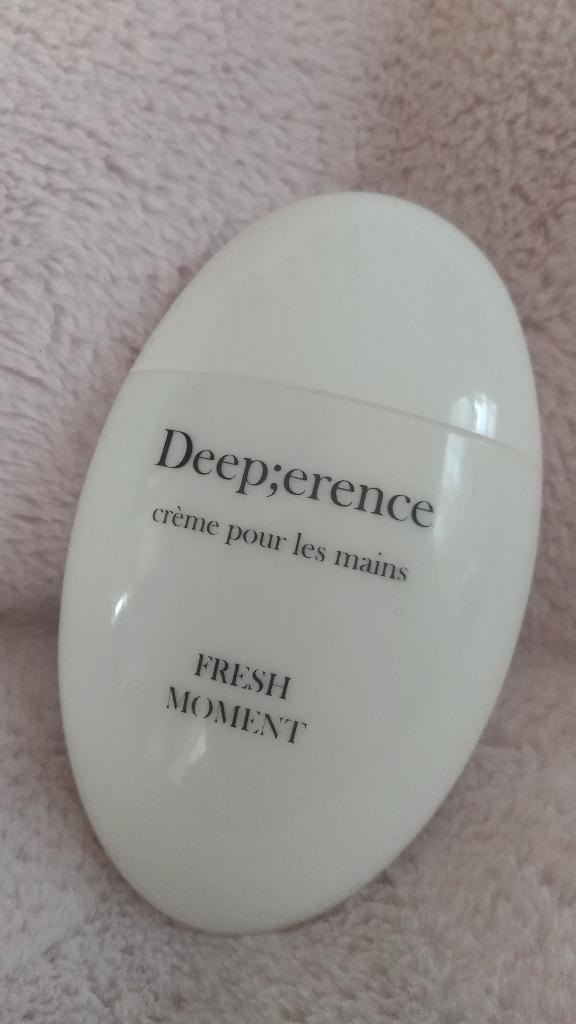 Deep;erence
crème pour les mains
FRESH
MOMENT